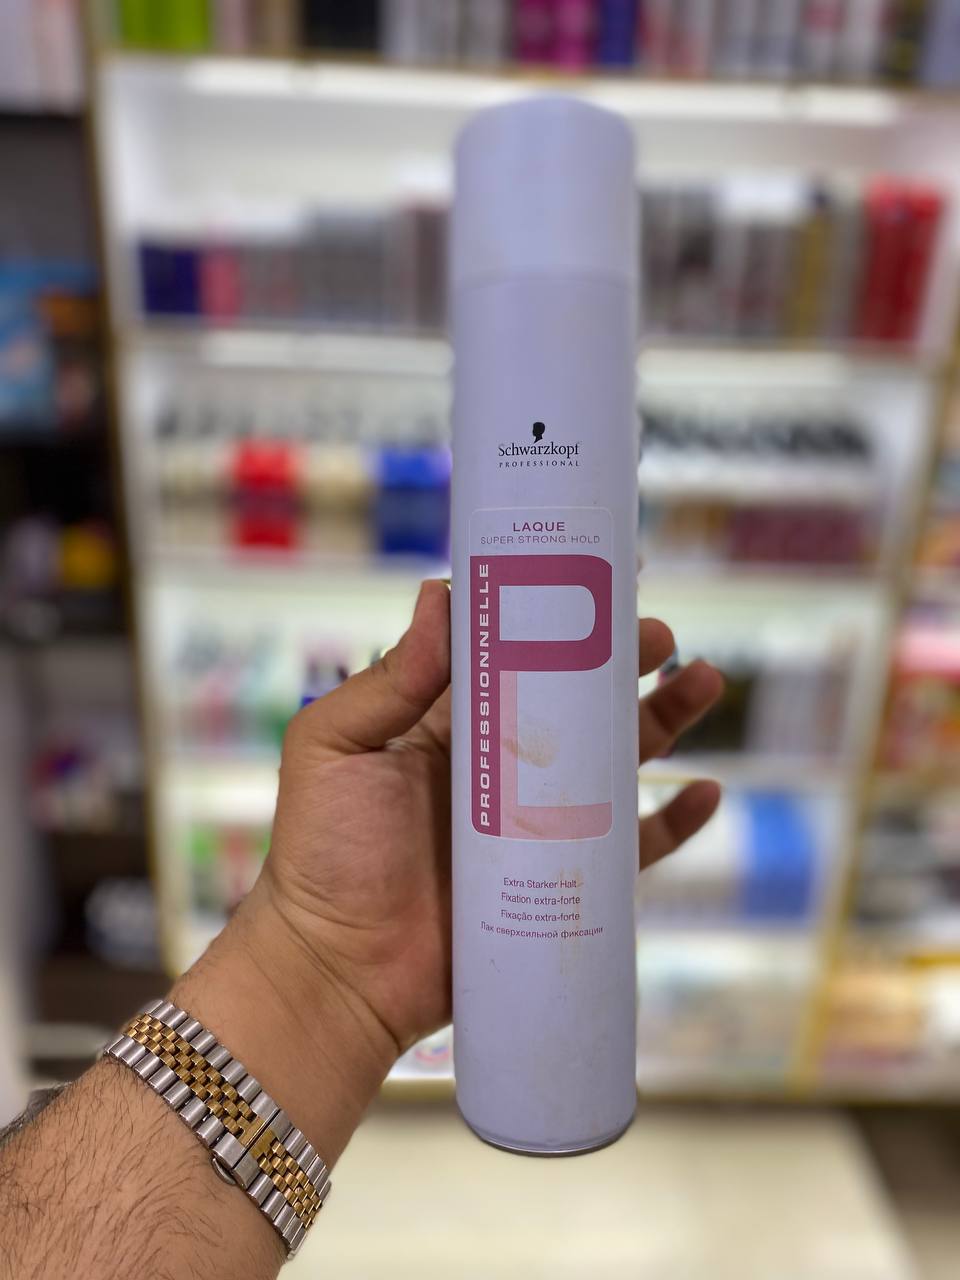 Schwarzkopf
PROFESSIONAL
LAQUE
SUPER STRONG HOLD
PROFESSIONNELLE
Extra Starker Halt
Fixation extra-forte
Fixação extra-forte
Лак сверхсильной фиксации